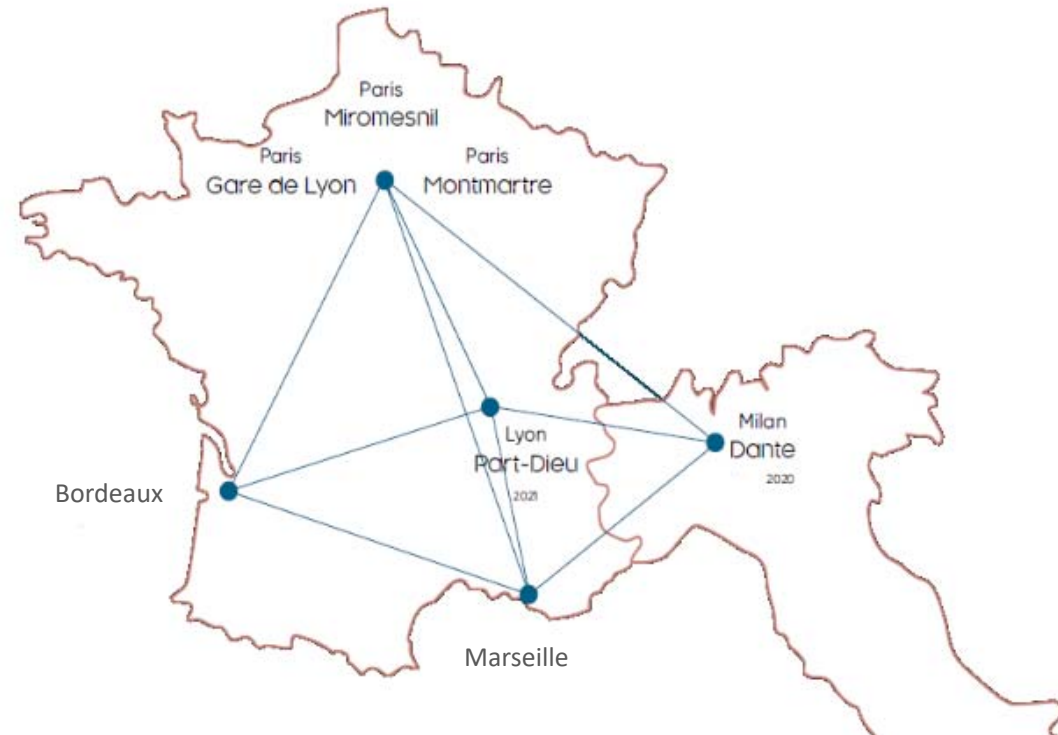 Paris
Miromesnil
Paris
Gare de Lyon
Paris
Montmartre
Milan
Dante
2020
Lyon
Part-Dieu
2021
Bordeaux
Marseille